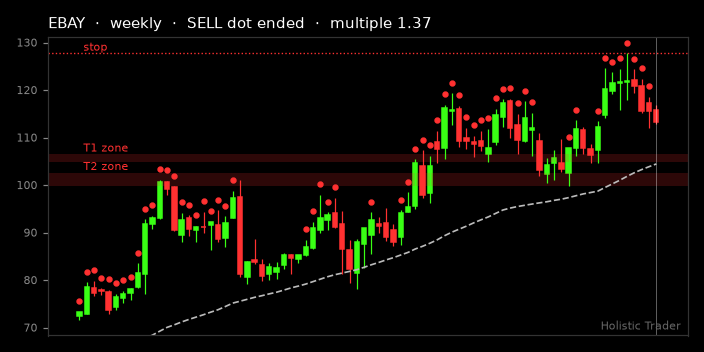 EBAY · weekly · SELL dot ended · multiple 1.37
130
stop
120
110
T1 zone
T2 zone
100
90
80
70
Holistic Trader